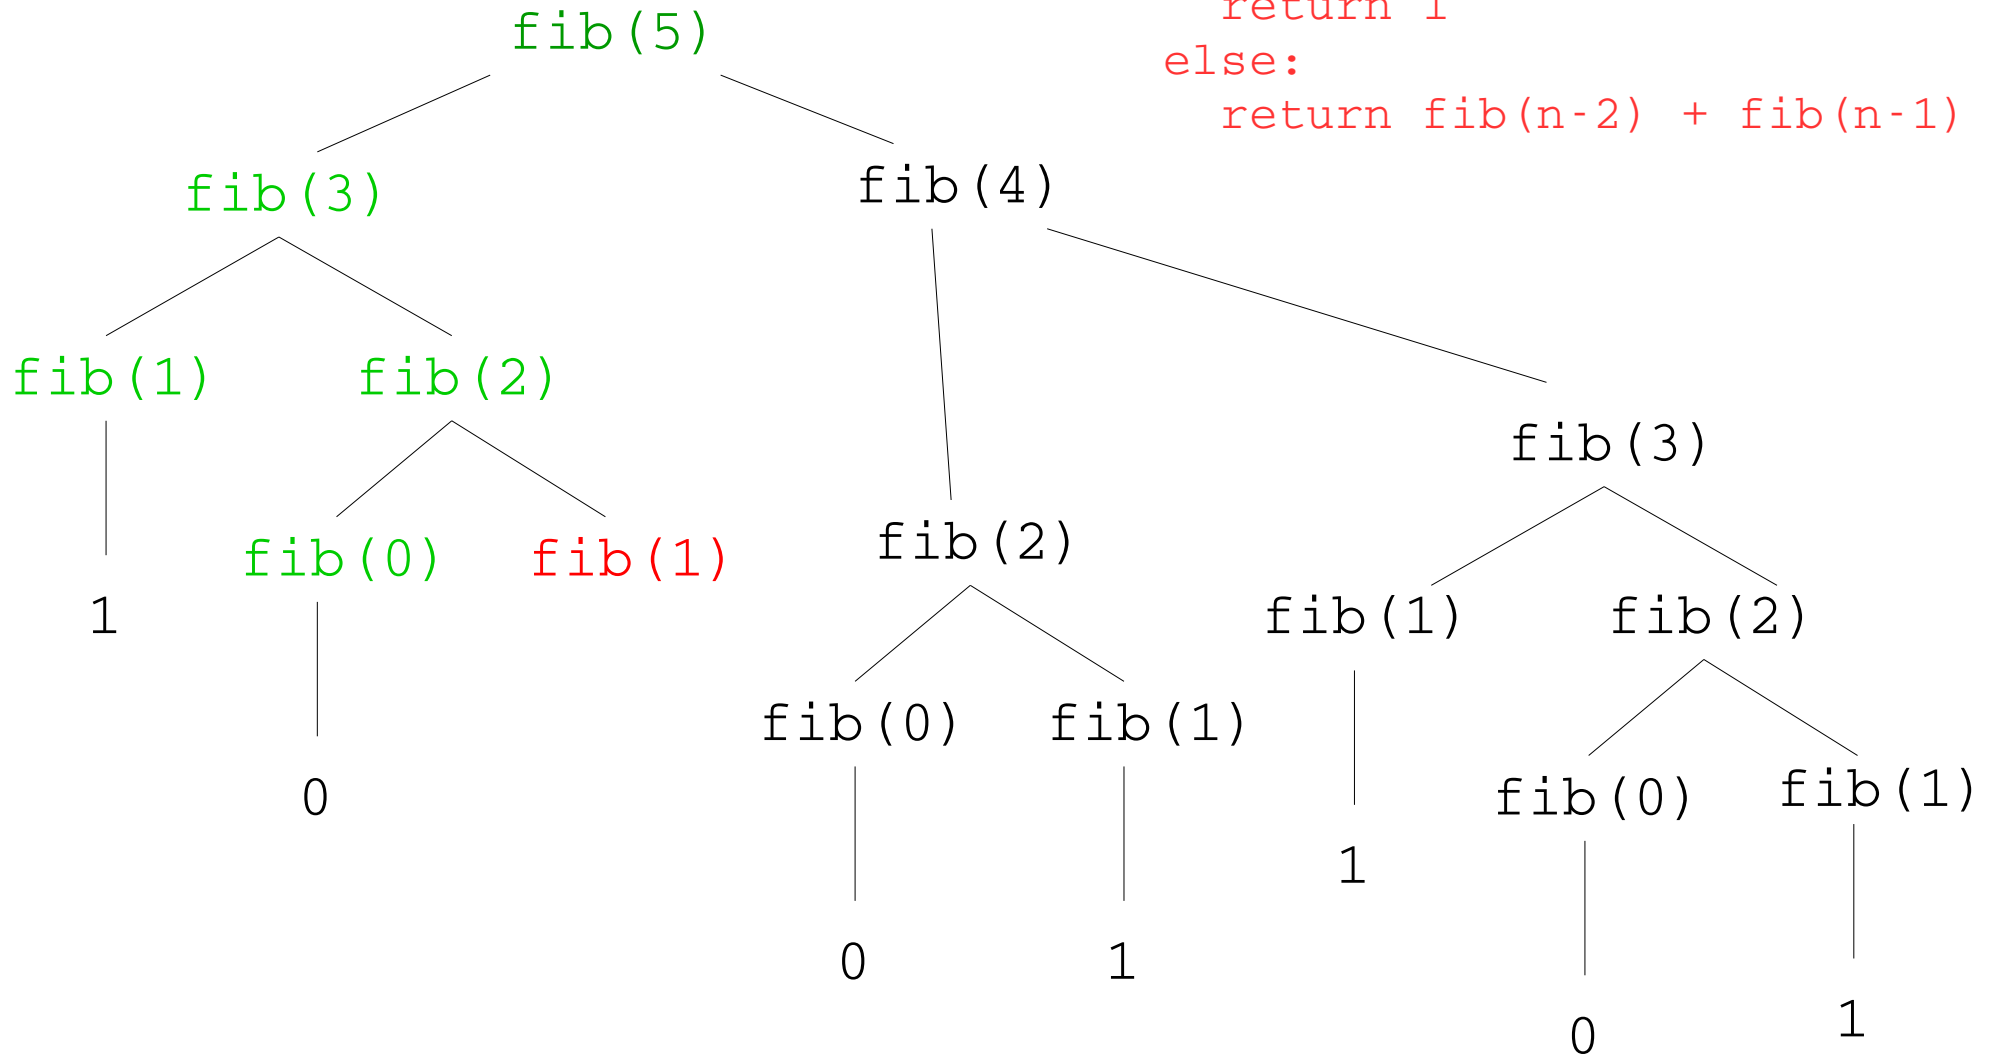 return 1
fib(5)
else:
return fib(n-2) + fib(n-1)
fib(3)
fib(4)
fib(1)
fib(2)
fib(3)
fib(2)
fib(0)
fib(1)
1
fib(1)
fib(2)
fib(0)
fib(1)
0
fib(0)
fib(1)
1
0
1
0
1